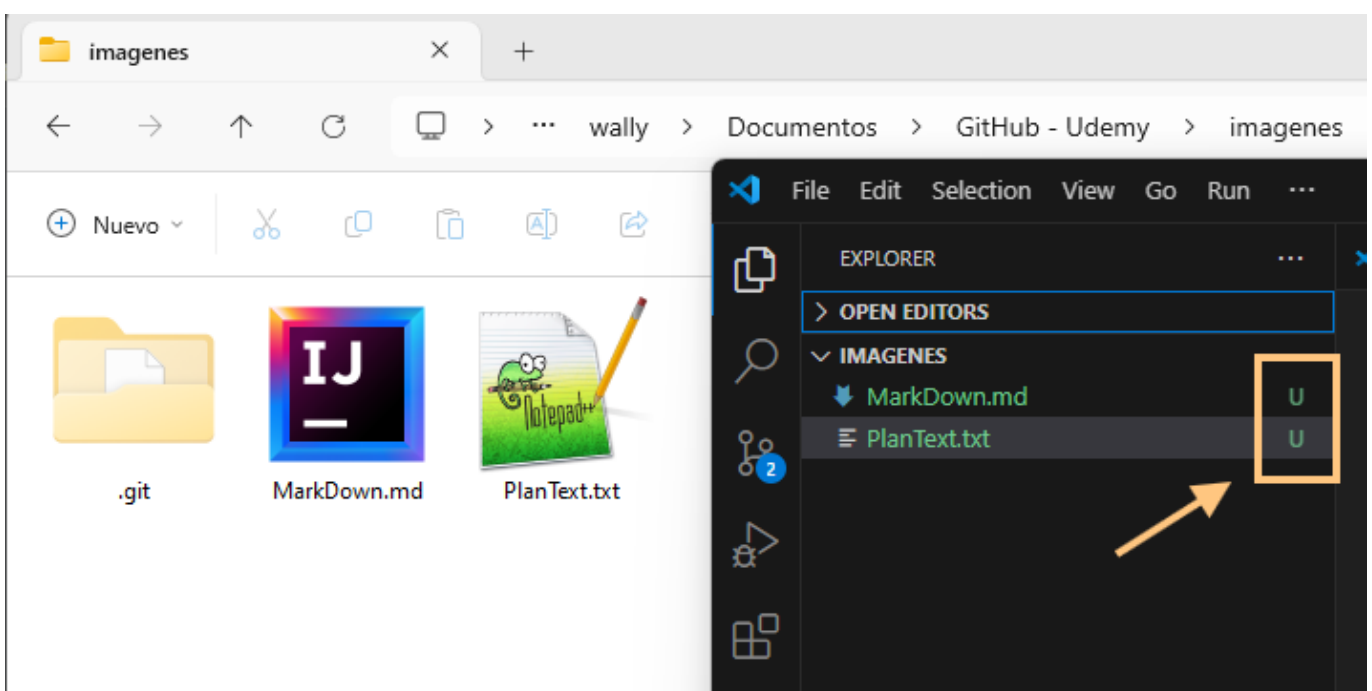 imagenes
wally > Documentos > GitHub - Udemy > imagenes
Nuevo
A
IJ
Notepad++
.git
MarkDown.md
PlanText.txt
File Edit Selection View Go Run ...
EXPLORER ...
> OPEN EDITORS
IMAGENES
MarkDown.md U
PlanText.txt U
2